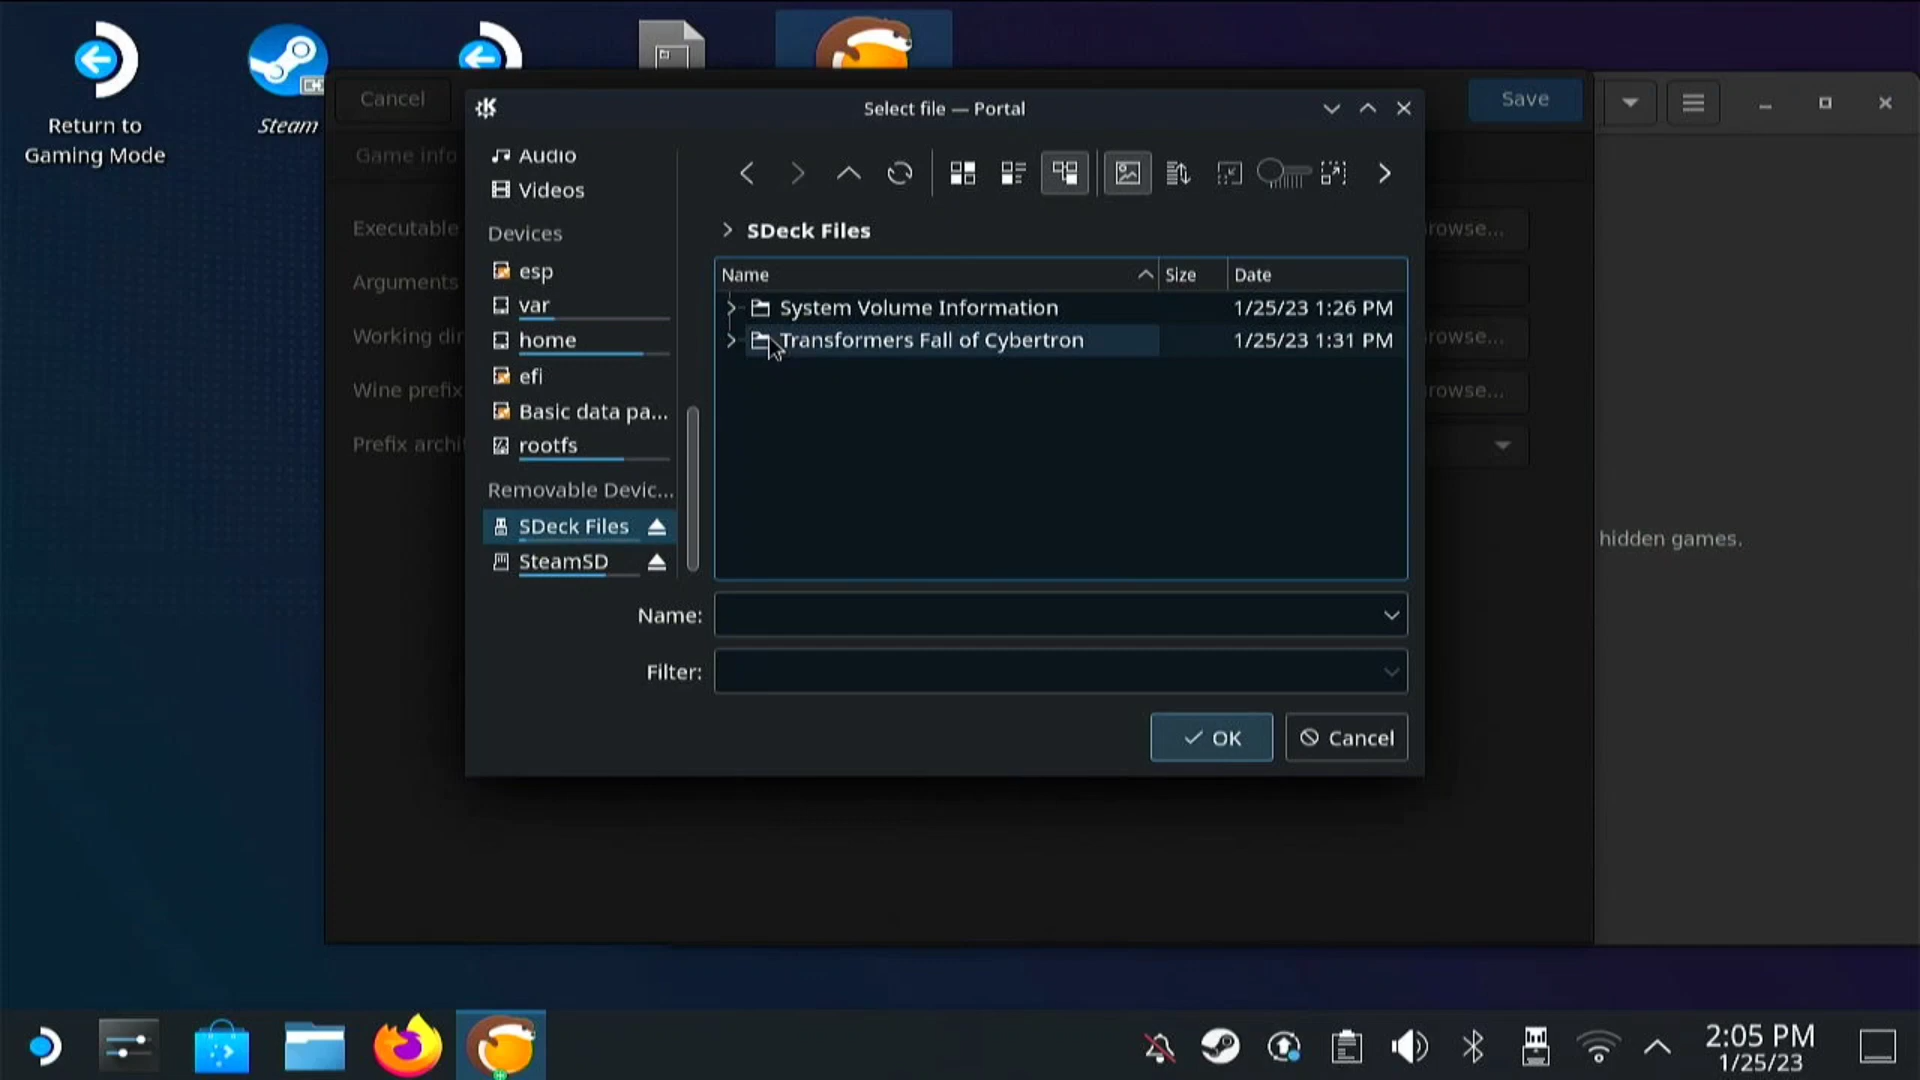 Return to
Gaming Mode
Steam
Cancel
Save
Game info
Executable
Arguments
Working dir
Wine prefix
Prefix archi
rowse...
rowse...
rowse...
hidden games.
Select file — Portal
Audio
Videos
Devices
esp
var
home
efi
Basic data pa...
rootfs
Removable Devic...
SDeck Files
SteamSD
SDeck Files
Name Size Date
System Volume Information 1/25/23 1:26 PM
Transformers Fall of Cybertron 1/25/23 1:31 PM
Name:
Filter:
OK
Cancel
2:05 PM
1/25/23